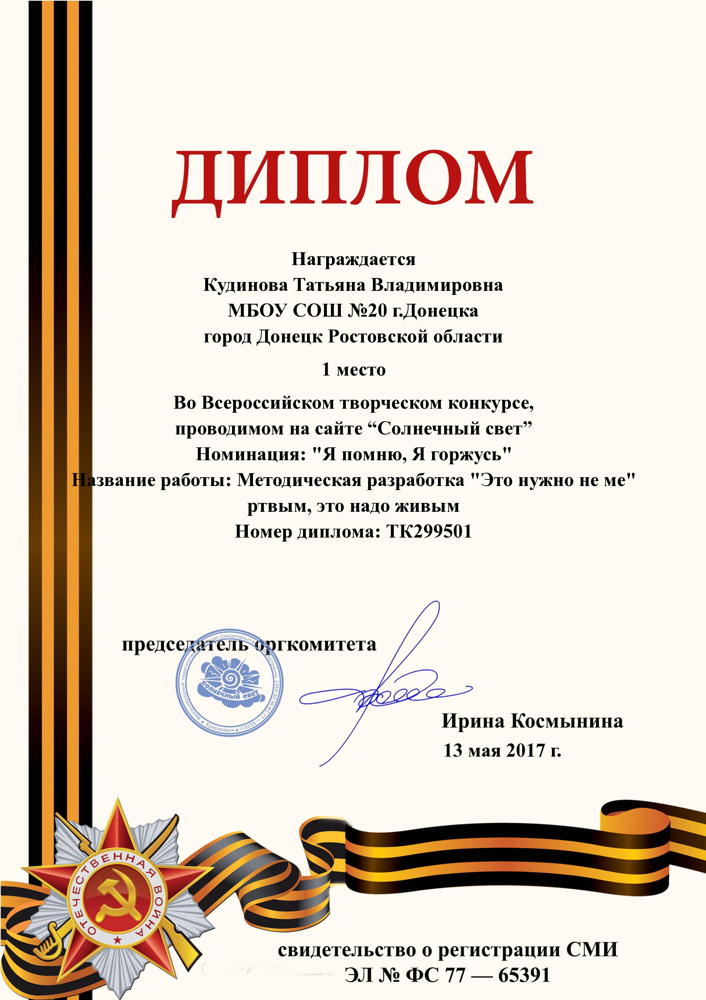 ДИПЛОМ
Награждается
Кудинова Татьяна Владимировна
МБОУ СОШ №20 г.Донецка
город Донецк Ростовской области
1 место
Во Всероссийском творческом конкурсе,
проводимом на сайте “Солнечный свет”
Номинация: "Я помню, Я горжусь"
Название работы: Методическая разработка "Это нужно не ме"
ртвым, это надо живым
Номер диплома: ТК299501
председатель оргкомитета
Международный педагогический портал (свидетельство о регистрации СМИ ЭЛ № ФС 77 — 65391) ★ Красноярск ★
СОЛНЕЧНЫЙ СВЕТ
Ирина Космынина
13 мая 2017 г.
ОТЕЧЕСТВЕННАЯ ВОЙНА
свидетельство о регистрации СМИ
ЭЛ № ФС 77 — 65391